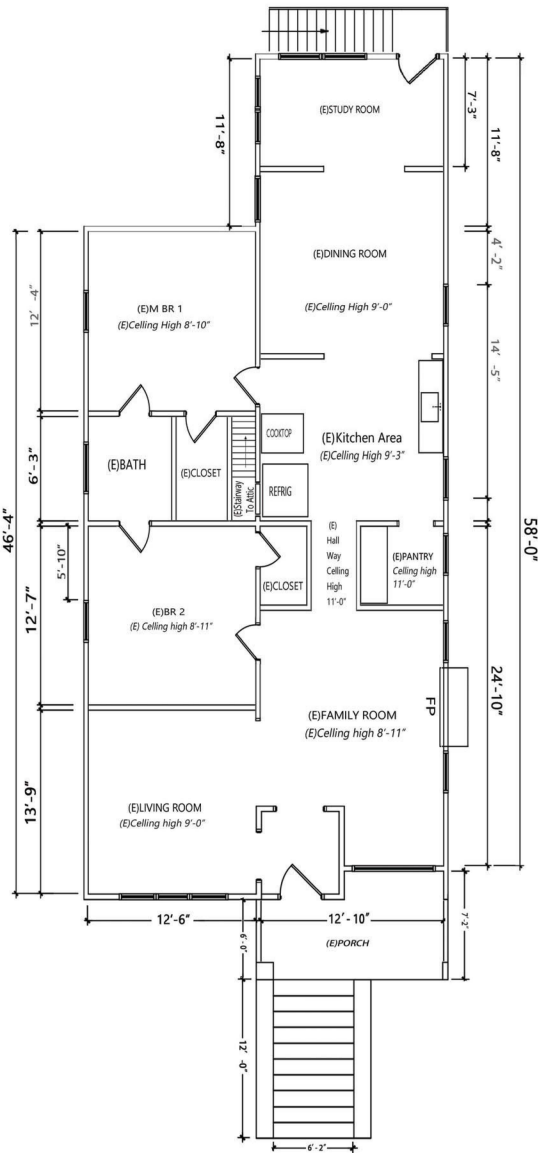 7'-3"
11'-8"
11'-8"
(E)STUDY ROOM
4' -2"
(E)DINING ROOM
(E)Celling High 9'-0"
12' -4"
(E)M BR 1
(E)Celling High 8'-10"
14' -5"
(E)Kitchen Area
(E)Celling High 9'-3"
COOKTOP
REFRIG
6'-3"
(E)BATH
(E)CLOSET
(E)Stairway
To Attic
46'-4"
58'-0"
5'-10"
12'-7"
(E)BR 2
(E) Celling high 8'-11"
(E)CLOSET
(E)
Hall
Way
Celling
High
11'-0"
(E)PANTRY
Celling high
11'-0"
24'-10"
FP
(E)FAMILY ROOM
(E)Celling high 8'-11"
13'-9"
(E)LIVING ROOM
(E)Celling high 9'-0"
12'-6"
12'-10"
7'-2"
6'-0"
(E)PORCH
12' -0"
6'-2"